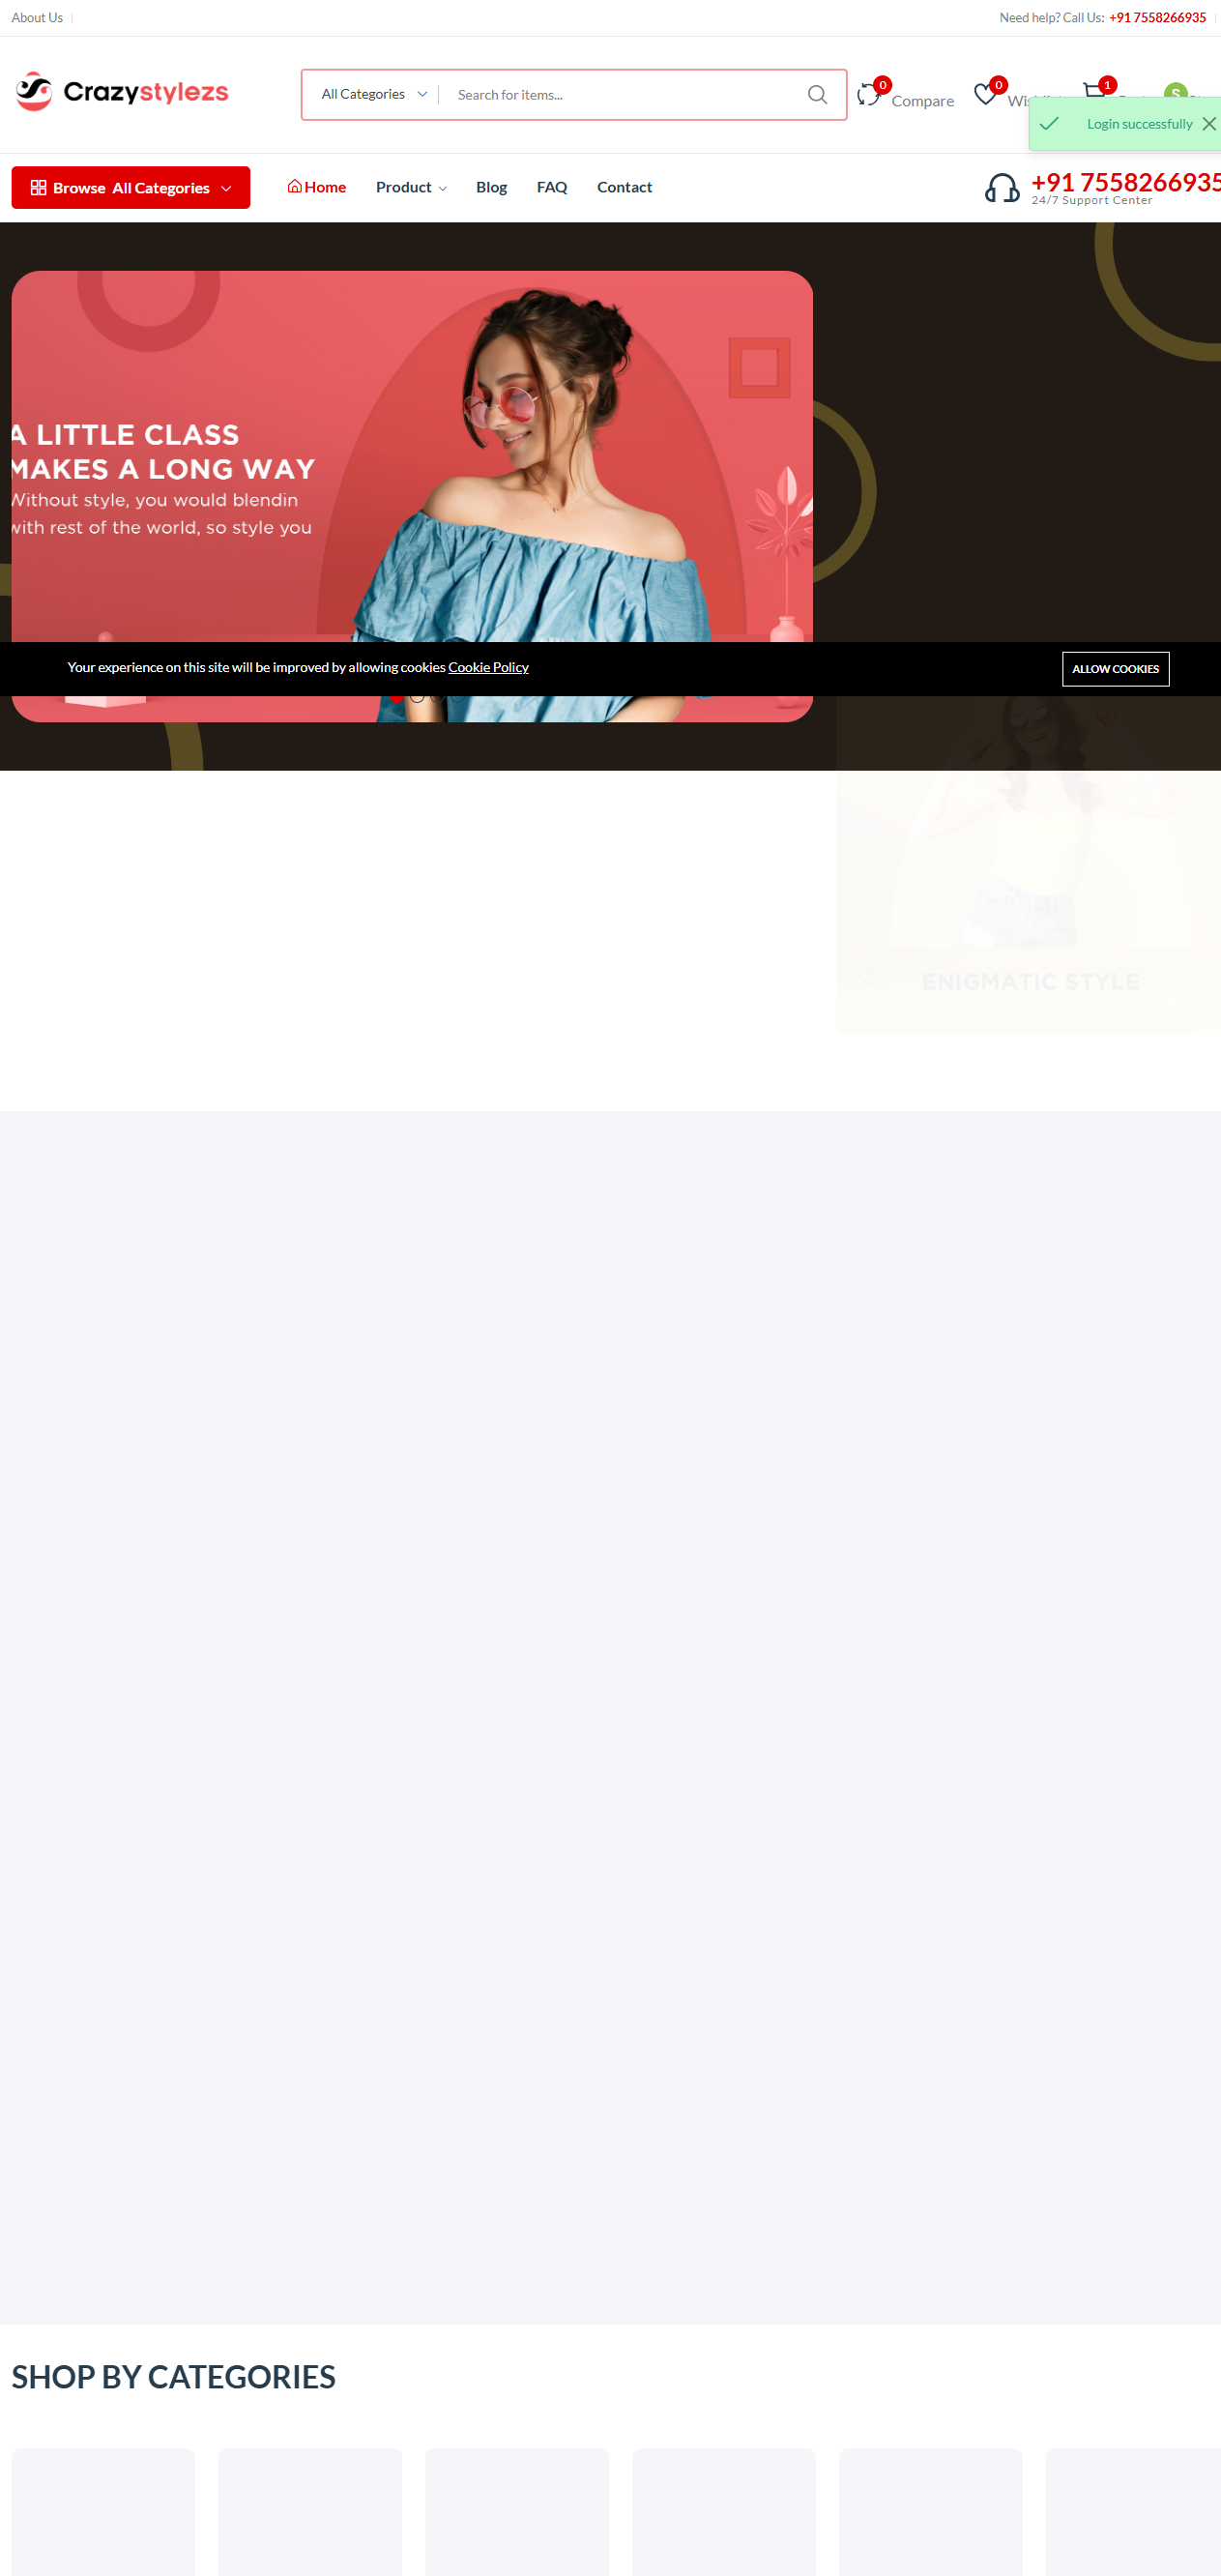 About Us
Need help? Call Us: +91 7558266935
Crazystylezs
All Categories
Search for items...
0
Compare
0
1
Login successfully
Browse All Categories
Home
Product
Blog
FAQ
Contact
+91 7558266935
24/7 Support Center
A LITTLE CLASS
MAKES A LONG WAY
Without style, you would blendin
with rest of the world, so style you
Your experience on this site will be improved by allowing cookies Cookie Policy
ALLOW COOKIES
ENIGMATIC STYLE
SHOP BY CATEGORIES